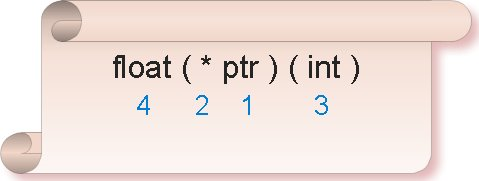 float ( * ptr ) ( int )
4 2 1 3